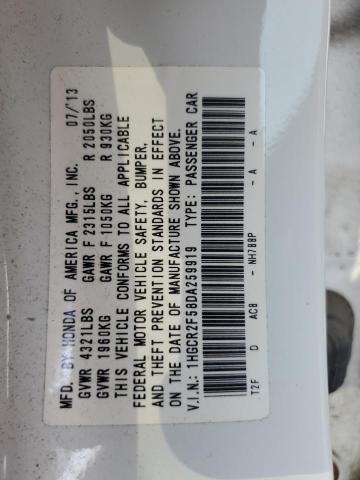 MFD. BY HONDA OF AMERICA MFG., INC. 07/'13
GVWR 4321LBS GAWR F 2315LBS R 2050LBS
GVWR 1960KG GAWR F 1050KG R 930KG
THIS VEHICLE CONFORMS TO ALL APPLICABLE
FEDERAL MOTOR VEHICLE SAFETY, BUMPER,
AND THEFT PREVENTION STANDARDS IN EFFECT
ON THE DATE OF MANUFACTURE SHOWN ABOVE.
V.I.N.: 1HGCR2F58DA259919 TYPE: PASSENGER CAR
T2F D AC8 - NH788P - A - A